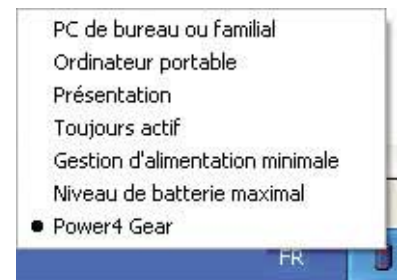 PC de bureau ou familial
Ordinateur portable
Présentation
Toujours actif
Gestion d'alimentation minimale
Niveau de batterie maximal
Power4 Gear
FR